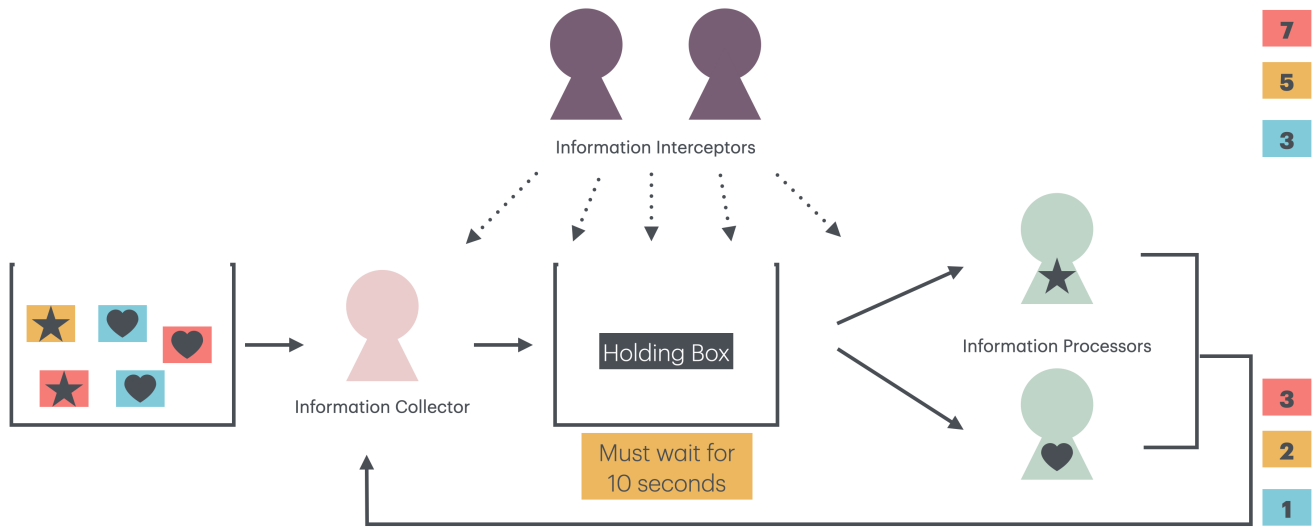 7
5
3
Information Interceptors
Holding Box
Information Processors
Information Collector
3
2
1
Must wait for
10 seconds